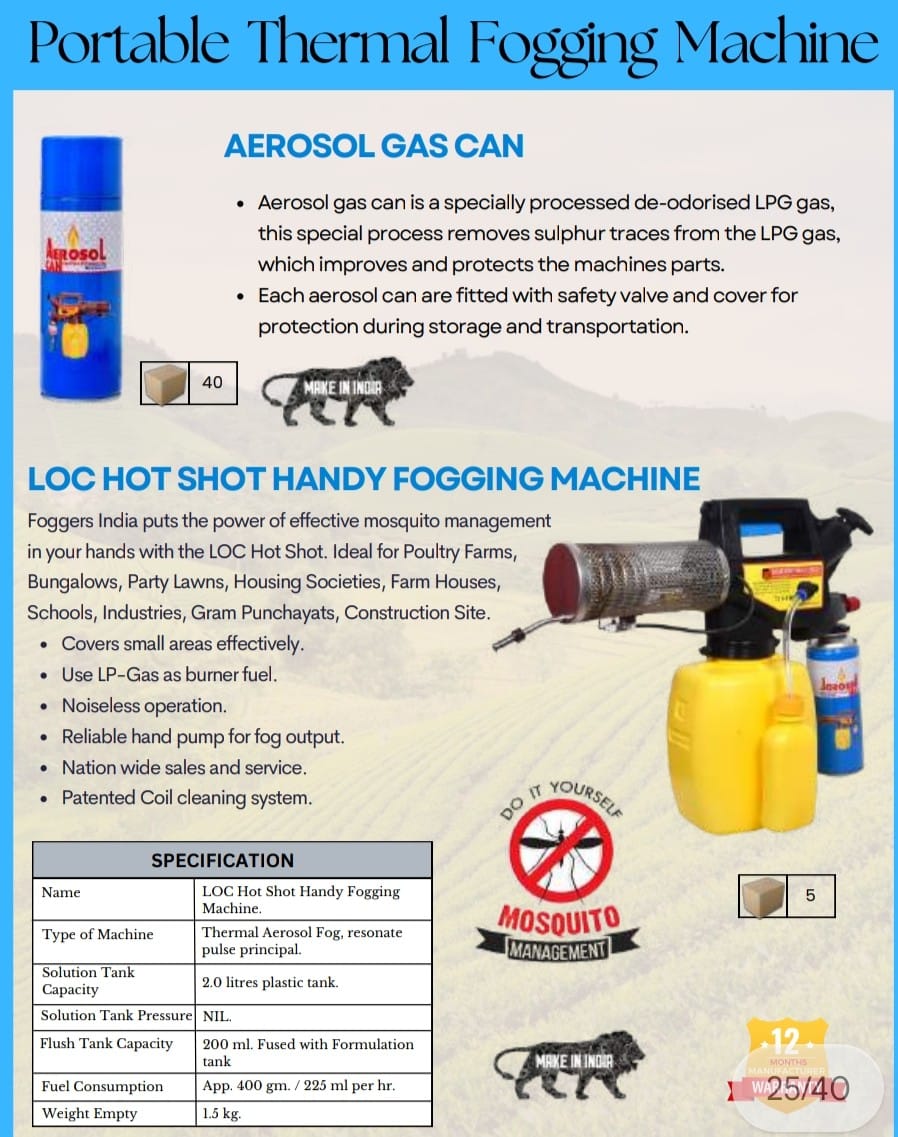 Portable Thermal Fogging Machine
AEROSOL GAS CAN
• Aerosol gas can is a specially processed de-odorised LPG gas,
this special process removes sulphur traces from the LPG gas,
which improves and protects the machines parts.
• Each aerosol can are fitted with safety valve and cover for
protection during storage and transportation.
AEROSOL
CAN
40
MAKE IN INDIA
LOC HOT SHOT HANDY FOGGING MACHINE
Foggers India puts the power of effective mosquito management
in your hands with the LOC Hot Shot. Ideal for Poultry Farms,
Bungalows, Party Lawns, Housing Societies, Farm Houses,
Schools, Industries, Gram Punchayats, Construction Site.
• Covers small areas effectively.
• Use LP-Gas as burner fuel.
• Noiseless operation.
• Reliable hand pump for fog output.
• Nation wide sales and service.
• Patented Coil cleaning system.
SPECIFICATION
Name LOC Hot Shot Handy Fogging
Machine.
Type of Machine Thermal Aerosol Fog, resonate
pulse principal.
Solution Tank
Capacity 2.0 litres plastic tank.
Solution Tank Pressure NIL.
Flush Tank Capacity 200 ml. Fused with Formulation
tank
Fuel Consumption App. 400 gm. / 225 ml per hr.
Weight Empty 1.5 kg.
DO IT YOURSELF
MOSQUITO
MANAGEMENT
5
MAKE IN INDIA
12
MONTHS
MANUFACTURER
25/40